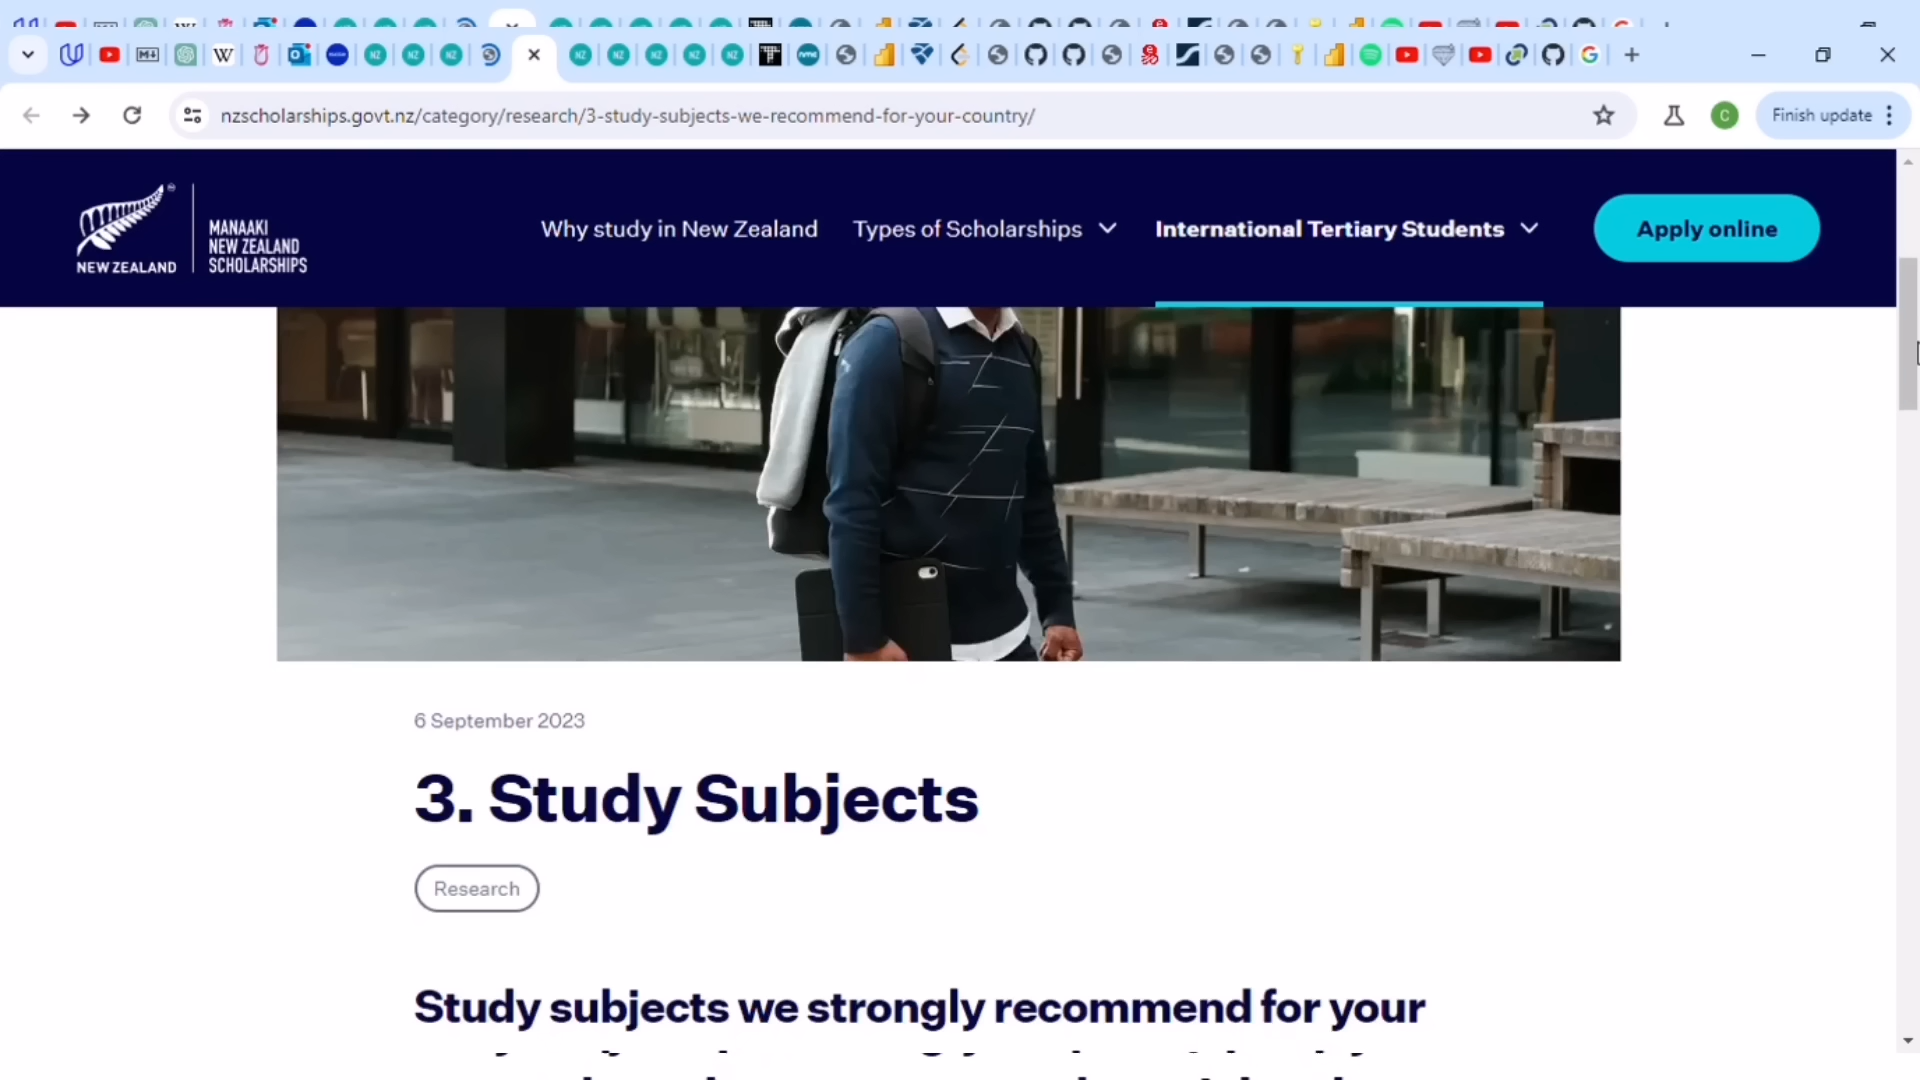 nzscholarships.govt.nz/category/research/3-study-subjects-we-recommend-for-your-country/
C
Finish update
NEW ZEALAND
MANAAKI
NEW ZEALAND
SCHOLARSHIPS
Why study in New Zealand
Types of Scholarships
International Tertiary Students
Apply online
6 September 2023
3. Study Subjects
Research
Study subjects we strongly recommend for your